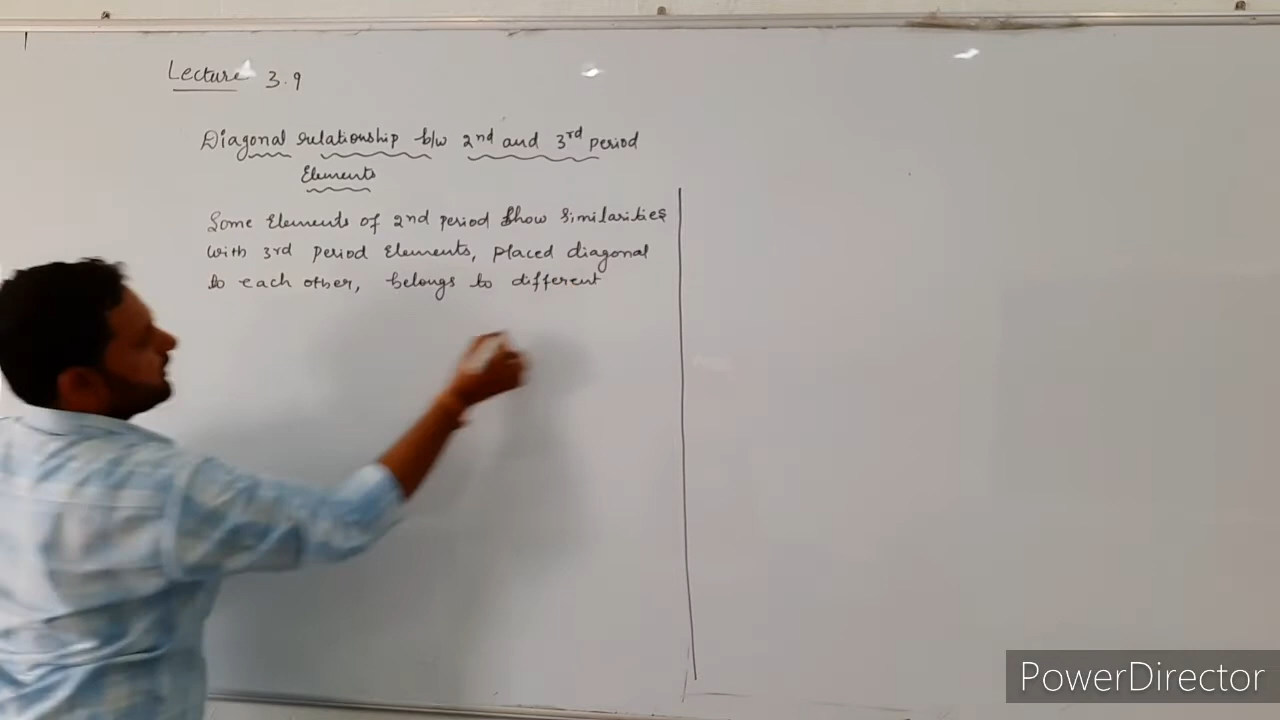 Lecture 3.9
Diagonal relationship b/w 2nd and 3rd period
Elements
Some Elements of 2nd period show similarities
with 3rd period Elements, placed diagonal
to each other, belongs to different
PowerDirector